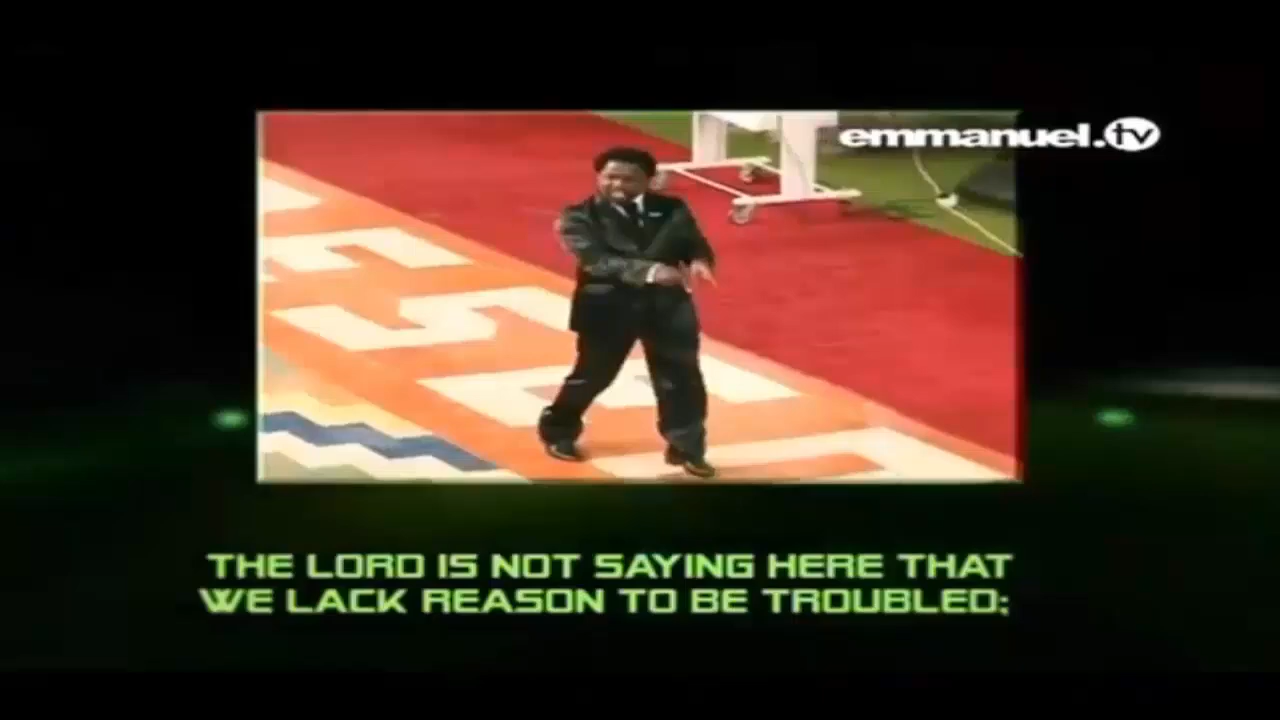 emmanuel.tv
THE LORD IS NOT SAYING HERE THAT
WE LACK REASON TO BE TROUBLED;